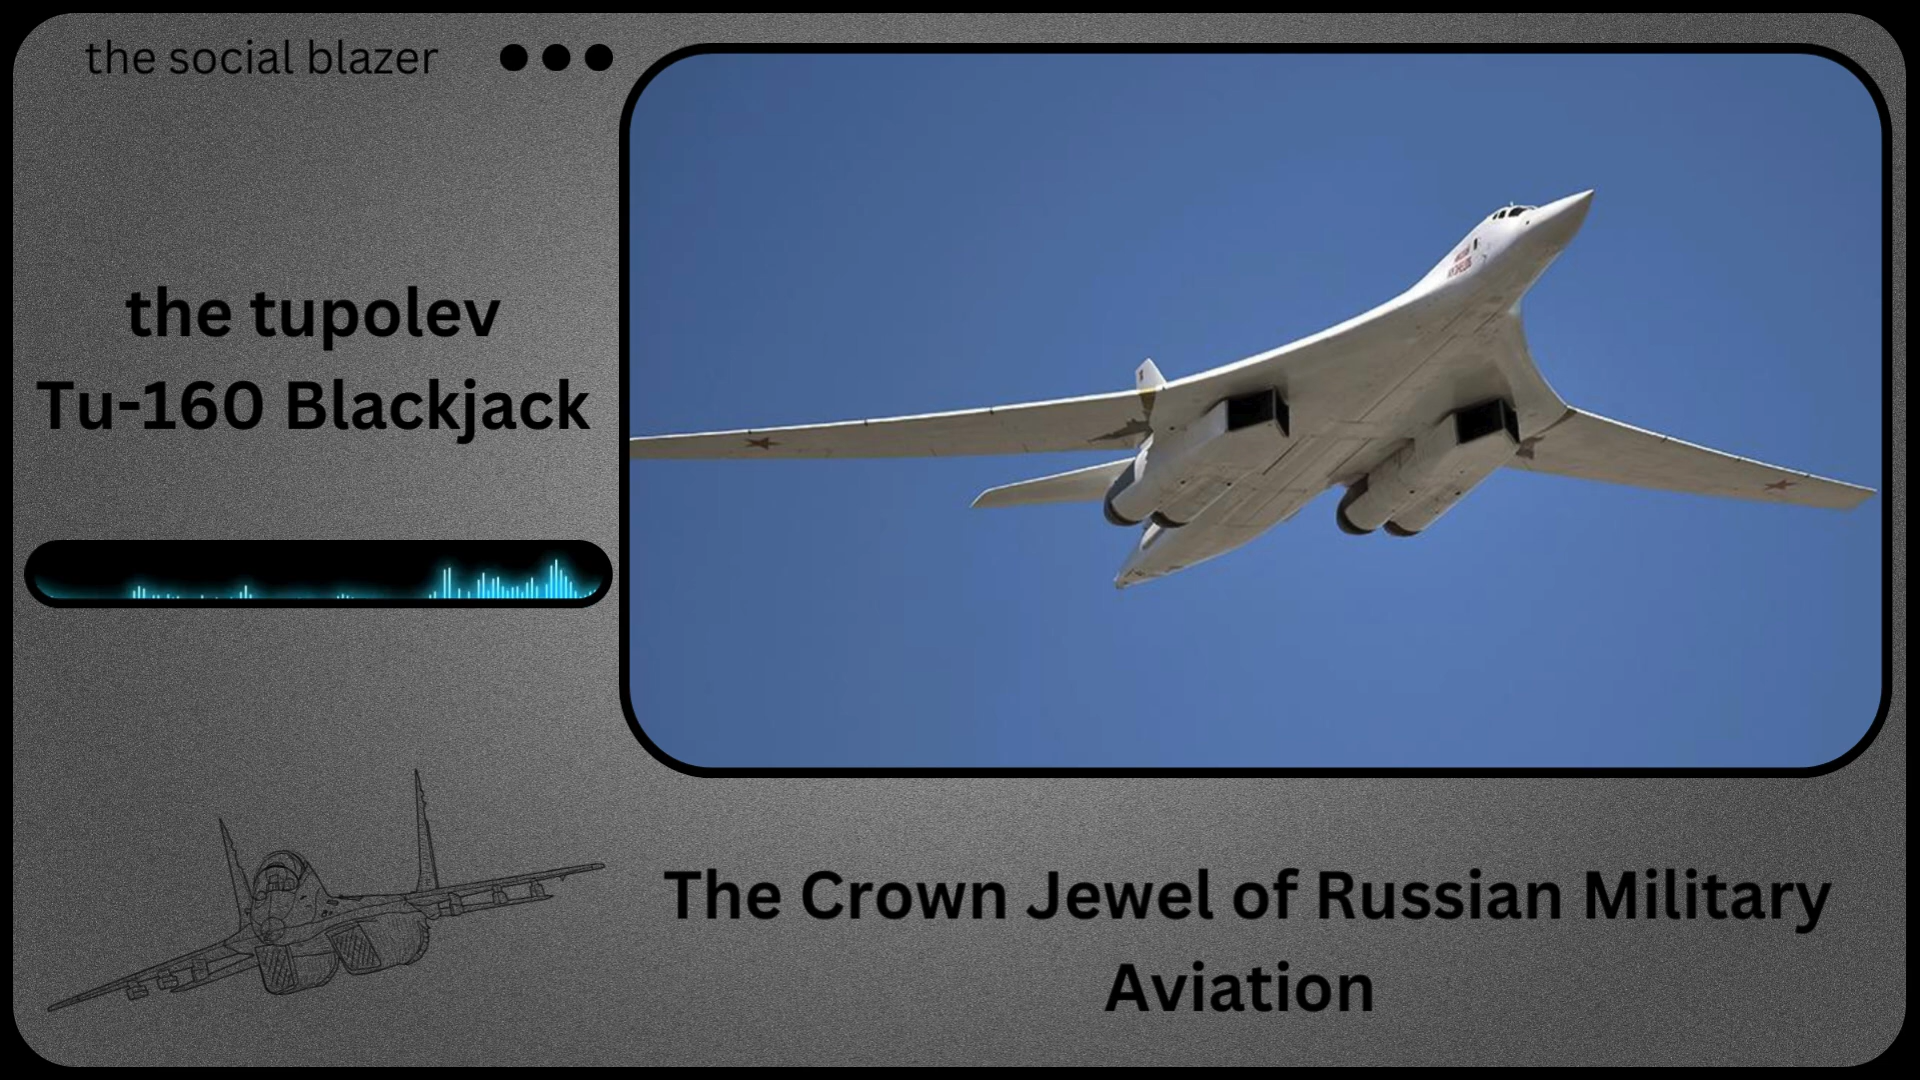 the social blazer
the tupolev
Tu-160 Blackjack
The Crown Jewel of Russian Military
Aviation